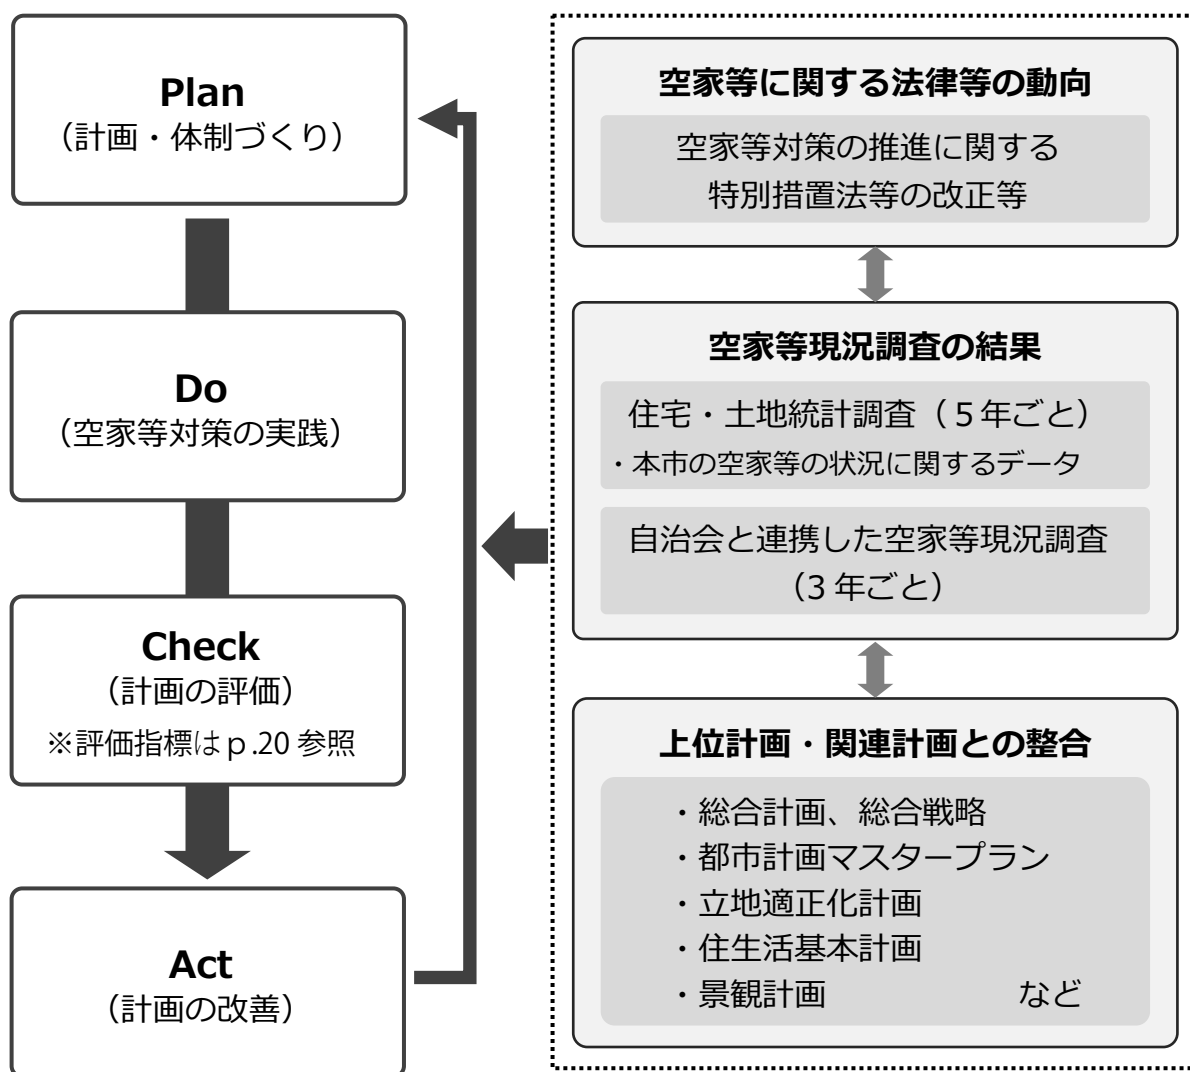 Plan
（計画・体制づくり）
Do
（空家等対策の実践）
Check
（計画の評価）
※評価指標はｐ.20 参照
Act
（計画の改善）
空家等に関する法律等の動向
空家等対策の推進に関する
特別措置法等の改正等
空家等現況調査の結果
住宅・土地統計調査（５年ごと）
・本市の空家等の状況に関するデータ
自治会と連携した空家等現況調査
（３年ごと）
上位計画・関連計画との整合
・総合計画、総合戦略
・都市計画マスタープラン
・立地適正化計画
・住生活基本計画
・景観計画　　　　　など